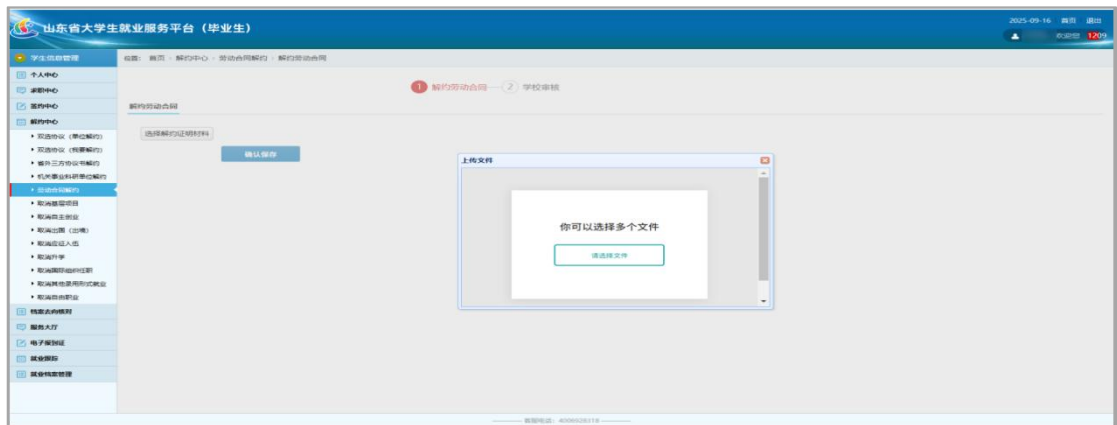 山东省大学生就业服务平台（毕业生）
2025-09-16 首页 退出
欢迎您 1209
学生信息管理
位置： 首页 - 解约中心 - 劳动合同解约 - 解约劳动合同
个人中心
求职中心
签约中心
解约中心
双选协议（单位解约）
双选协议（我要解约）
省外三方协议书解约
机关事业科研单位解约
劳动合同解约
取消基层项目
取消自主创业
取消出国（出境）
取消应征入伍
取消升学
取消国际组织任职
取消其他录用形式就业
取消自由职业
档案去向核对
服务大厅
电子报到证
就业跟踪
就业档案管理
1 解约劳动合同 2 学校审核
解约劳动合同
选择解约证明材料
确认保存
上传文件
你可以选择多个文件
请选择文件
客服电话：4006928218